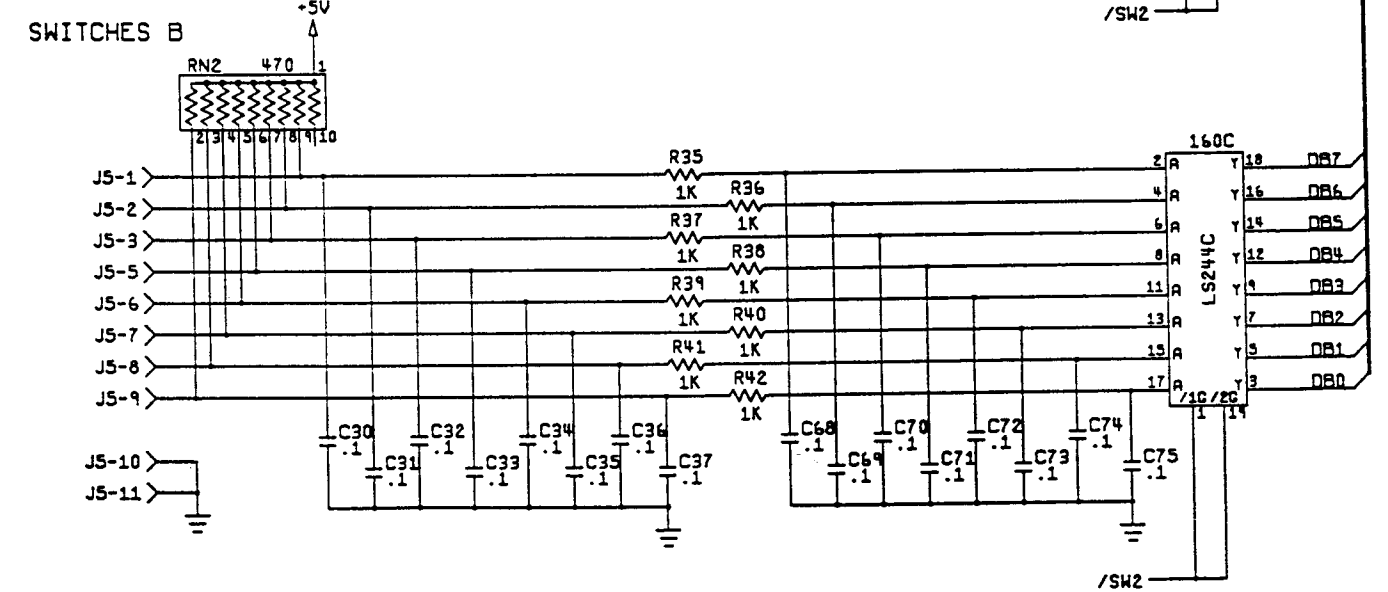 +5V
/SW2
SWITCHES B
RN2 470 1
2 3 4 5 6 7 8 9 10
160C
J5-1 R35 1K 2 A Y 18 DB7
J5-2 R36 1K 4 A Y 16 DB6
J5-3 R37 1K 6 A Y 14 DB5
J5-5 R38 1K 8 A Y 12 DB4
J5-6 R39 1K 11 A Y 9 DB3
J5-7 R40 1K 13 A Y 7 DB2
J5-8 R41 1K 15 A Y 5 DB1
J5-9 R42 1K 17 A Y 3 DB0
LS244C
/1G /2G
1 19
C30 .1
C31 .1
C32 .1
C33 .1
C34 .1
C35 .1
C36 .1
C37 .1
C68 .1
C69 .1
C70 .1
C71 .1
C72 .1
C73 .1
C74 .1
C75 .1
J5-10
J5-11
/SW2